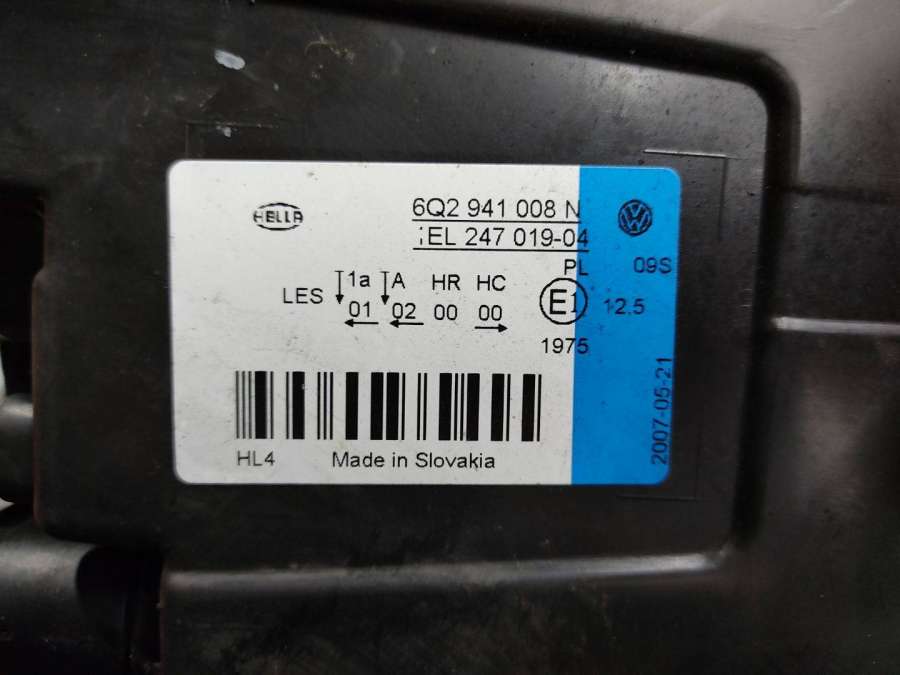 HELLA
6Q2 941 008 N
EL 247 019-04
PL 09S
LES 1a A HR HC
01 02 00 00
E1 12.5
1975
2007-05-21
HL4 Made in Slovakia